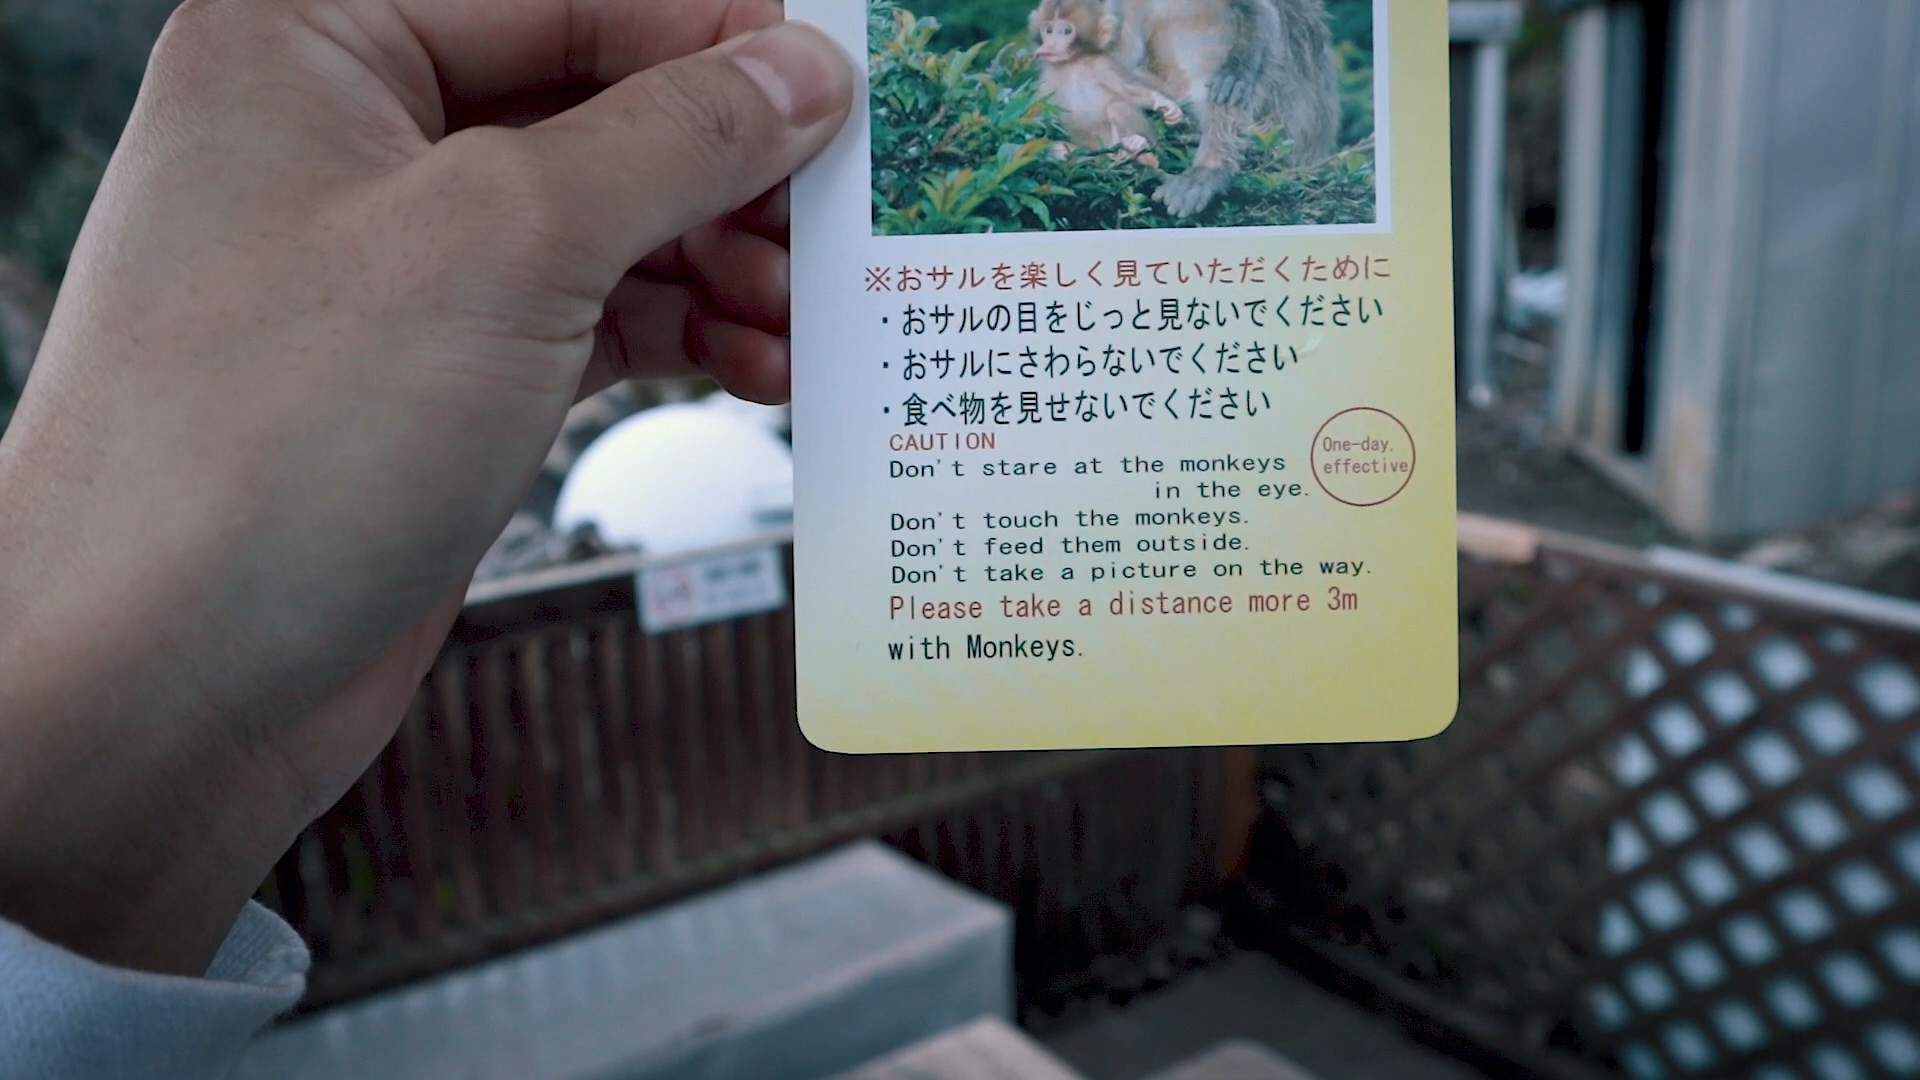 ※おサルを楽しく見ていただくために
・おサルの目をじっと見ないでください
・おサルにさわらないでください
・食べ物を見せないでください
CAUTION
Don't stare at the monkeys
in the eye.
One-day,
effective
Don't touch the monkeys.
Don't feed them outside.
Don't take a picture on the way.
Please take a distance more 3m
with Monkeys.